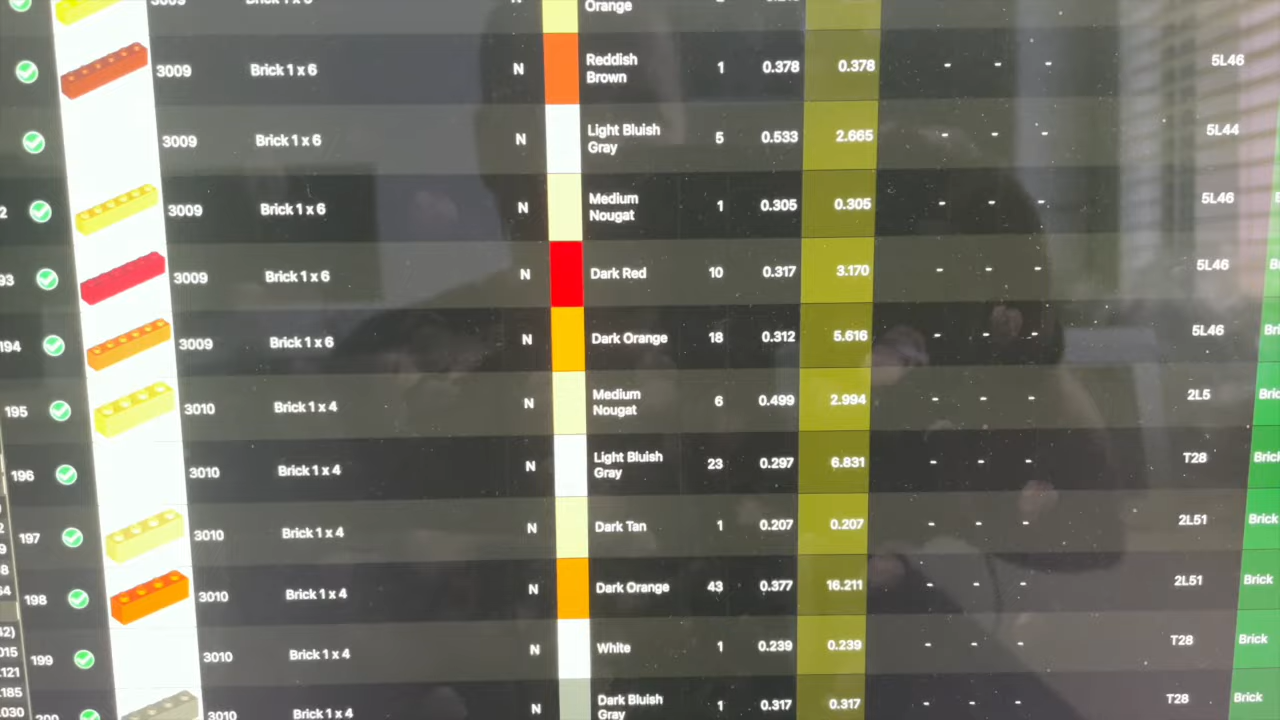 Orange
3009 Brick 1 x 6 N Reddish Brown 1 0.378 0.378 - - - 5L46
3009 Brick 1 x 6 N Light Bluish Gray 5 0.533 2.665 - - - 5L44
2 3009 Brick 1 x 6 N Medium Nougat 1 0.305 0.305 - - - 5L46
93 3009 Brick 1 x 6 N Dark Red 10 0.317 3.170 - - - 5L46 B
194 3009 Brick 1 x 6 N Dark Orange 18 0.312 5.616 - - - 5L46 Bri
195 3010 Brick 1 x 4 N Medium Nougat 6 0.499 2.994 - - - 2L5 Bric
196 3010 Brick 1 x 4 N Light Bluish Gray 23 0.297 6.831 - - - T28 Brick
197 3010 Brick 1 x 4 N Dark Tan 1 0.207 0.207 - - - 2L51 Brick
198 3010 Brick 1 x 4 N Dark Orange 43 0.377 16.211 - - - 2L51 Brick
199 3010 Brick 1 x 4 N White 1 0.239 0.239 - - - T28 Brick
3010 Brick 1 x 4 N Dark Bluish Gray 1 0.317 0.317 - - - T28 Brick